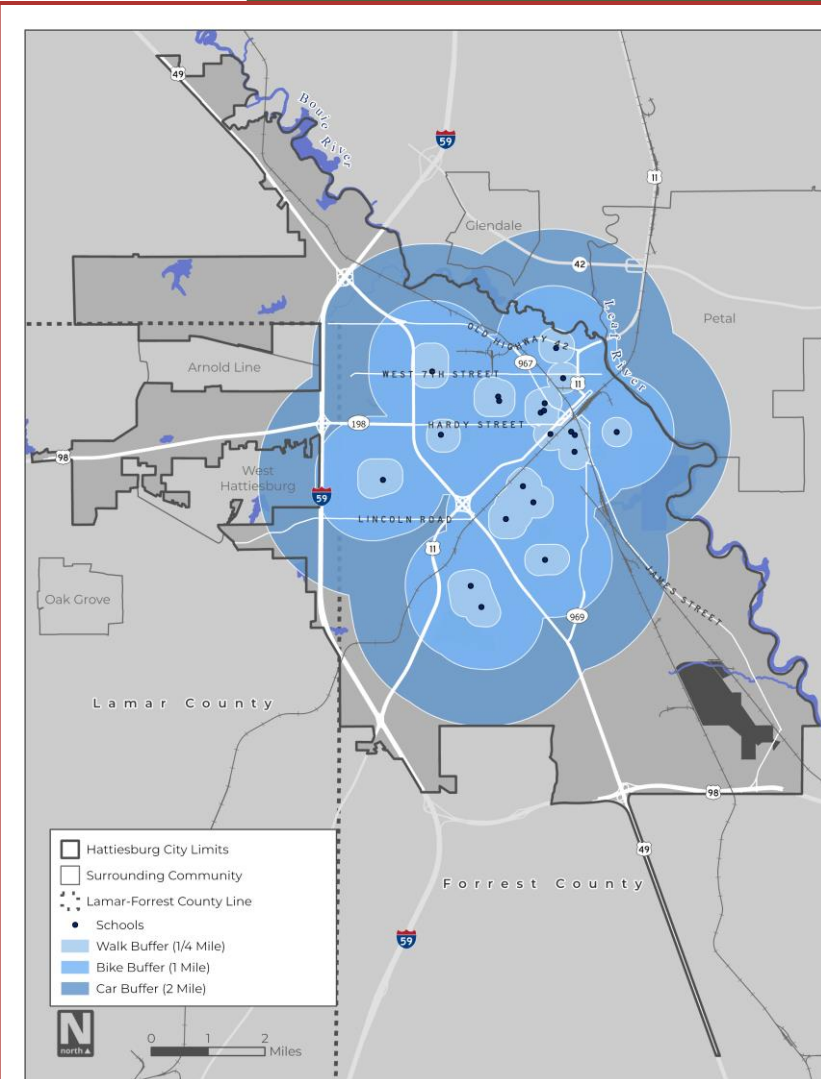 49
Bouie
River
59
11
Glendale
42
Petal
Leaf River
OLD HIGHWAY 42
967
Arnold Line
WEST 7TH STREET
11
198
HARDY STREET
98
West
Hattiesburg
59
LINCOLN ROAD
11
Oak Grove
JAMES STREET
969
Lamar County
98
49
Forrest County
59
Hattiesburg City Limits
Surrounding Community
Lamar-Forrest County Line
Schools
Walk Buffer (1/4 Mile)
Bike Buffer (1 Mile)
Car Buffer (2 Mile)
N
north
0 1 2
Miles